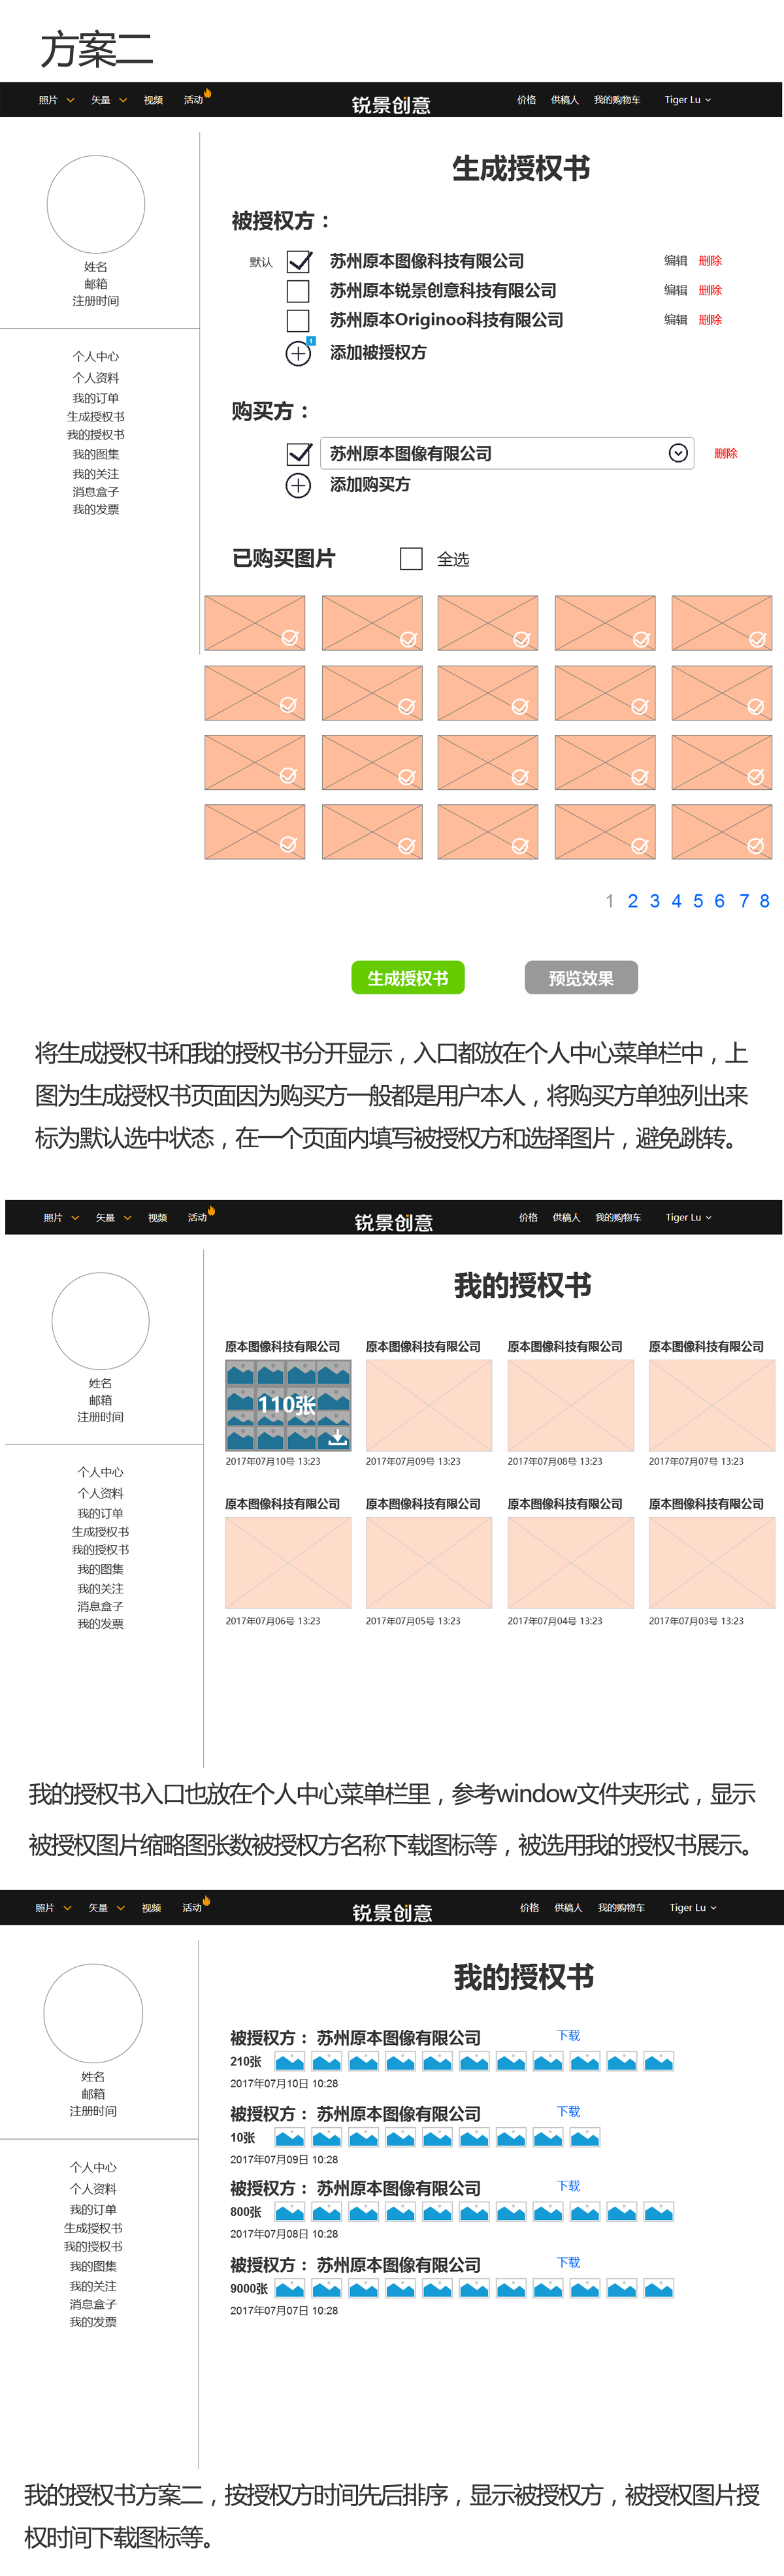 方案二
照片 矢量 视频 活动 锐景创意 价格 供稿人 我的购物车 Tiger Lu
姓名
邮箱
注册时间
个人中心
个人资料
我的订单
生成授权书
我的授权书
我的图集
我的关注
消息盒子
我的发票
生成授权书
被授权方：
默认 苏州原本图像科技有限公司 编辑 删除
苏州原本锐景创意科技有限公司 编辑 删除
苏州原本Originoo科技有限公司 编辑 删除
1
添加被授权方
购买方：
苏州原本图像有限公司 删除
添加购买方
已购买图片 全选
1 2 3 4 5 6 7 8
生成授权书 预览效果
将生成授权书和我的授权书分开显示，入口都放在个人中心菜单栏中，上
图为生成授权书页面因为购买方一般都是用户本人，将购买方单独列出来
标为默认选中状态，在一个页面内填写被授权方和选择图片，避免跳转。
照片 矢量 视频 活动 锐景创意 价格 供稿人 我的购物车 Tiger Lu
姓名
邮箱
注册时间
个人中心
个人资料
我的订单
生成授权书
我的授权书
我的图集
我的关注
消息盒子
我的发票
我的授权书
原本图像科技有限公司 原本图像科技有限公司 原本图像科技有限公司 原本图像科技有限公司
110张
2017年07月10号 13:23 2017年07月09号 13:23 2017年07月08号 13:23 2017年07月07号 13:23
原本图像科技有限公司 原本图像科技有限公司 原本图像科技有限公司 原本图像科技有限公司
2017年07月06号 13:23 2017年07月05号 13:23 2017年07月04号 13:23 2017年07月03号 13:23
我的授权书入口也放在个人中心菜单栏里，参考window文件夹形式，显示
被授权图片缩略图张数被授权方名称下载图标等，被选用我的授权书展示。
照片 矢量 视频 活动 锐景创意 价格 供稿人 我的购物车 Tiger Lu
姓名
邮箱
注册时间
个人中心
个人资料
我的订单
生成授权书
我的授权书
我的图集
我的关注
消息盒子
我的发票
我的授权书
被授权方： 苏州原本图像有限公司 下载
210张
2017年07月10日 10:28
被授权方： 苏州原本图像有限公司 下载
10张
2017年07月09日 10:28
被授权方： 苏州原本图像有限公司 下载
800张
2017年07月08日 10:28
被授权方： 苏州原本图像有限公司 下载
9000张
2017年07月07日 10:28
我的授权书方案二，按授权方时间先后排序，显示被授权方，被授权图片授
权时间下载图标等。